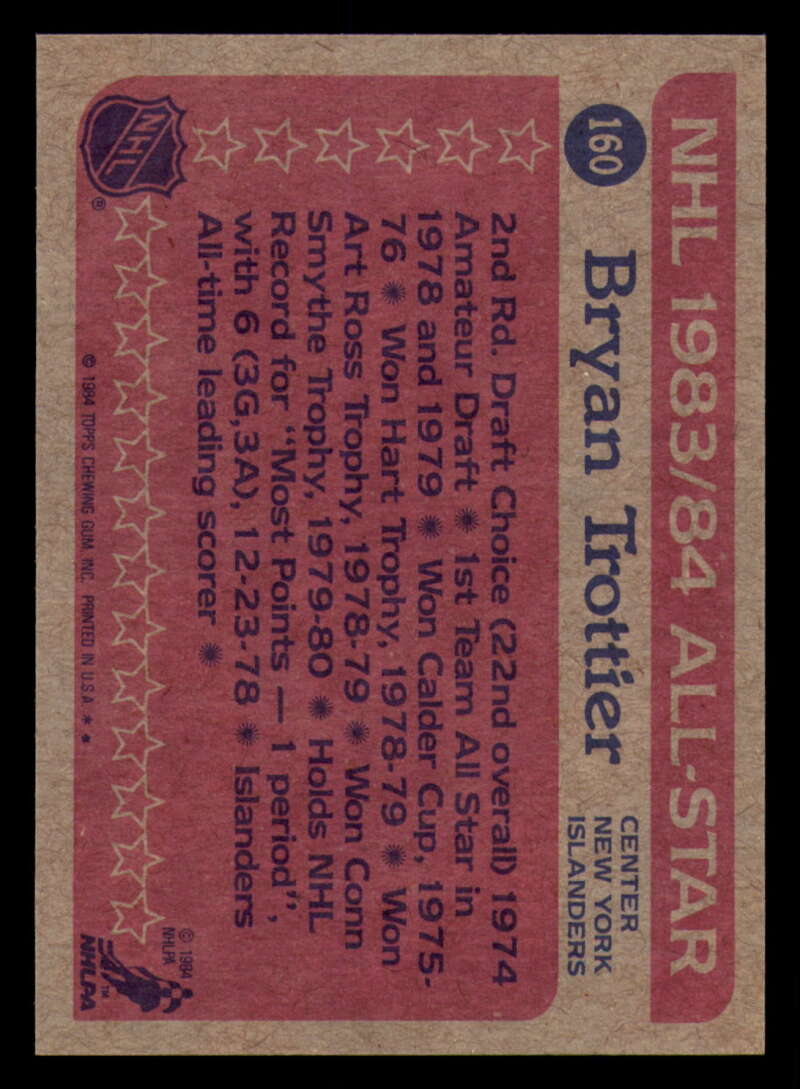 NHL 1983/84 ALL-STAR
160
Bryan Trottier
CENTER
NEW YORK
ISLANDERS
2nd Rd. Draft Choice (22nd overall) 1974
Amateur Draft ✺ 1st Team All Star in
1978 and 1979 ✺ Won Calder Cup, 1975-
76 ✺ Won Hart Trophy, 1978-79 ✺ Won
Art Ross Trophy, 1978-79 ✺ Won Conn
Smythe Trophy, 1979-80 ✺ Holds NHL
Record for "Most Points — 1 period",
with 6 (3G,3A), 12-23-78 ✺ Islanders
All-time leading scorer ✺
NHL
®
© 1984
NHLPA
TM
NHLPA
© 1984 TOPPS CHEWING GUM, INC. PRINTED IN U.S.A.**